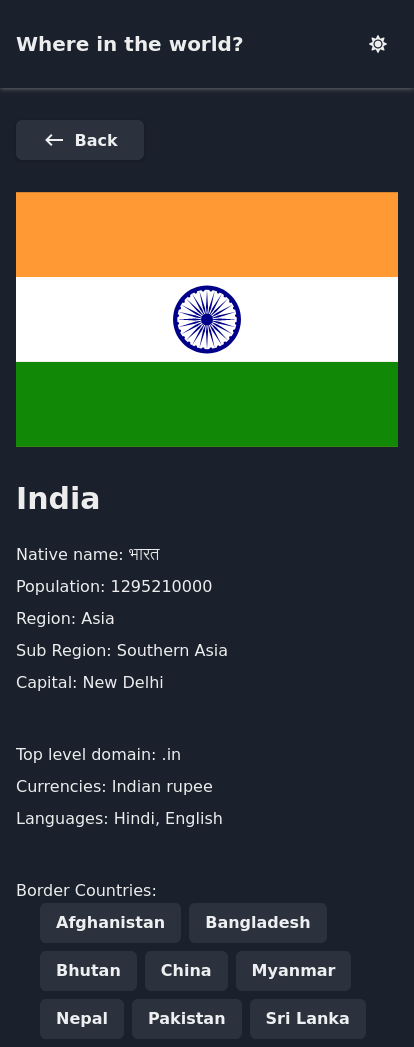 Where in the world?
Back
India
Native name: भारत
Population: 1295210000
Region: Asia
Sub Region: Southern Asia
Capital: New Delhi
Top level domain: .in
Currencies: Indian rupee
Languages: Hindi, English
Border Countries:
Afghanistan Bangladesh
Bhutan China Myanmar
Nepal Pakistan Sri Lanka